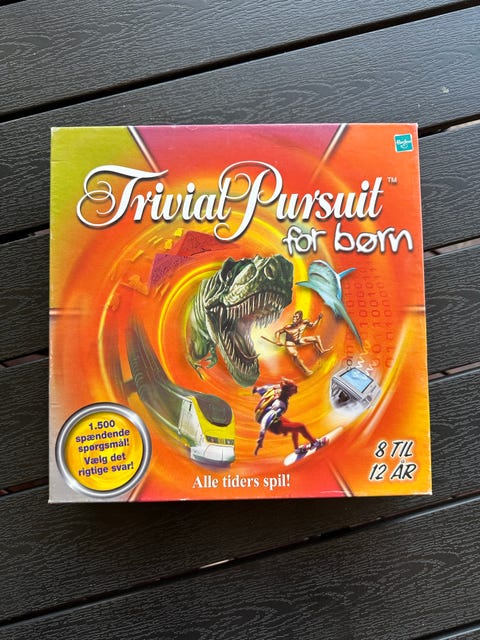 Trivial Pursuit™
for børn
1.500
spændende
spørgsmål!
Vælg det
rigtige svar!
Alle tiders spil!
8 TIL
12 ÅR